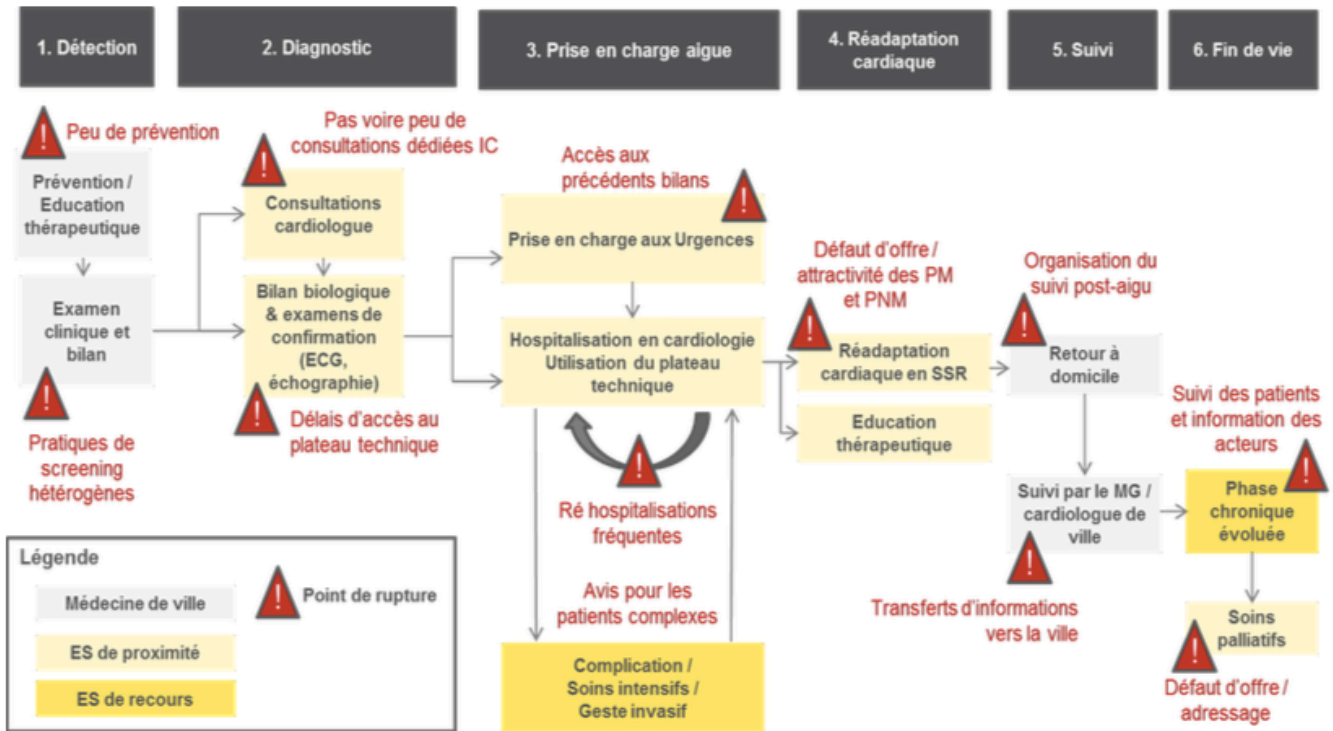 1. Détection
2. Diagnostic
3. Prise en charge aigue
4. Réadaptation
cardiaque
5. Suivi
6. Fin de vie
Peu de prévention
Prévention /
Education
thérapeutique
Examen
clinique et
bilan
Pratiques de
screening
hétérogènes
Pas voire peu de
consultations dédiées IC
Consultations
cardiologue
Bilan biologique
& examens de
confirmation
(ECG,
échographie)
Délais d'accès au
plateau technique
Accès aux
précédents bilans
Prise en charge aux Urgences
Hospitalisation en cardiologie
Utilisation du plateau
technique
Ré hospitalisations
fréquentes
Avis pour les
patients complexes
Complication /
Soins intensifs /
Geste invasif
Défaut d'offre /
attractivité des PM
et PNM
Réadaptation
cardiaque en SSR
Education
thérapeutique
Organisation du
suivi post-aigu
Retour à
domicile
Suivi par le MG /
cardiologue de
ville
Transferts d'informations
vers la ville
Suivi des patients
et information des
acteurs
Phase
chronique
évoluée
Soins
palliatifs
Défaut d'offre /
adressage
Légende
Médecine de ville
ES de proximité
ES de recours
Point de rupture